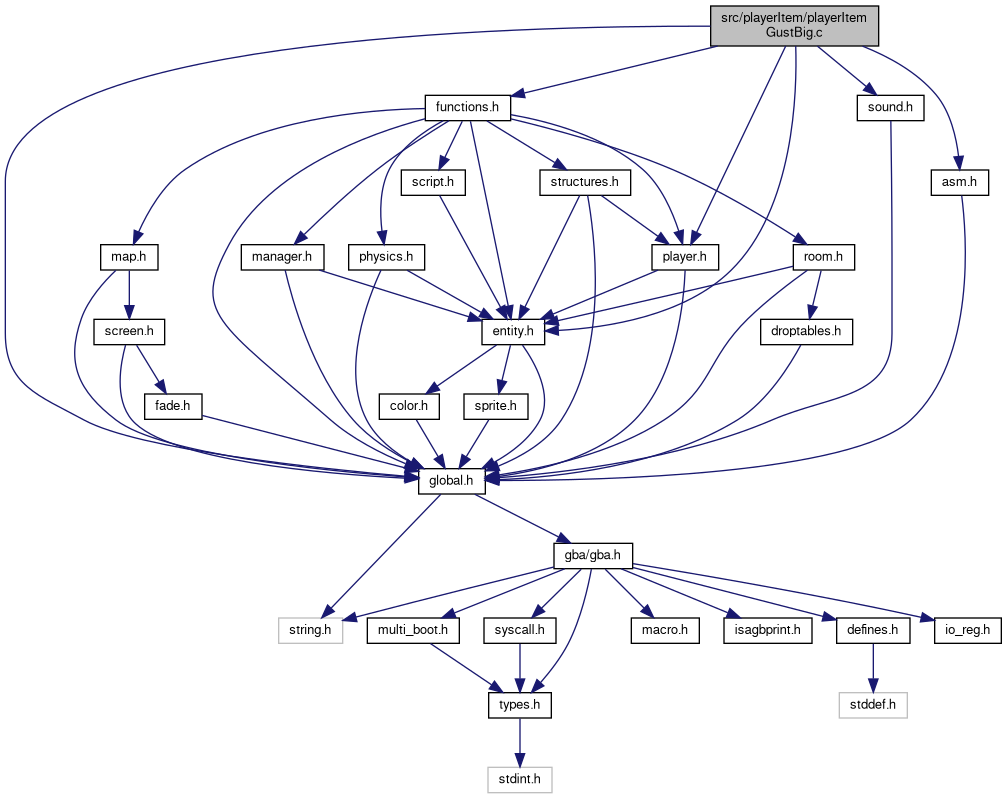 src/playerItem/playerItem
GustBig.c
functions.h
sound.h
script.h
structures.h
asm.h
map.h
manager.h
physics.h
player.h
room.h
screen.h
entity.h
droptables.h
fade.h
color.h
sprite.h
global.h
gba/gba.h
string.h
multi_boot.h
syscall.h
macro.h
isagbprint.h
defines.h
io_reg.h
types.h
stddef.h
stdint.h